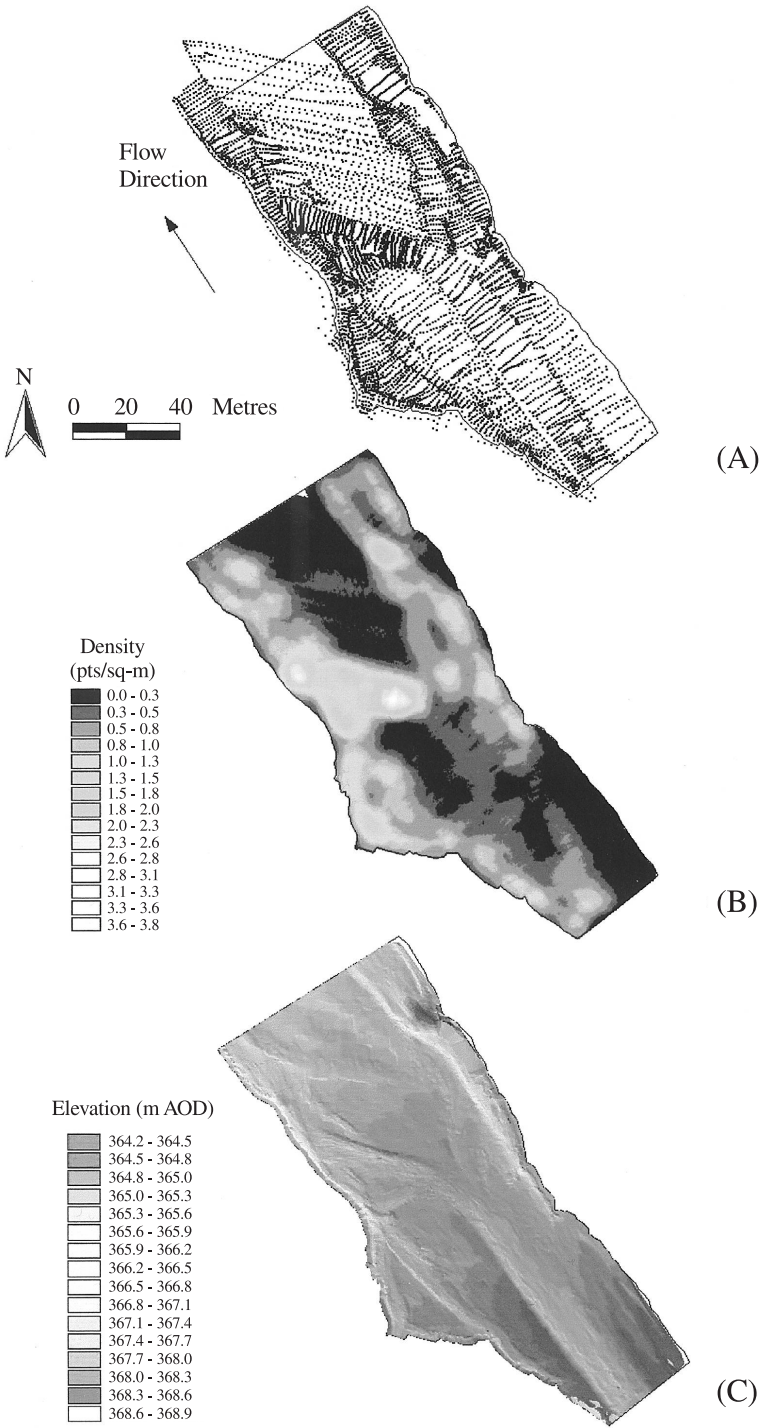 Flow
Direction
N
0 20 40 Metres
(A)
Density
(pts/sq-m)
0.0 - 0.3
0.3 - 0.5
0.5 - 0.8
0.8 - 1.0
1.0 - 1.3
1.3 - 1.5
1.5 - 1.8
1.8 - 2.0
2.0 - 2.3
2.3 - 2.6
2.6 - 2.8
2.8 - 3.1
3.1 - 3.3
3.3 - 3.6
3.6 - 3.8
(B)
Elevation (m AOD)
364.2 - 364.5
364.5 - 364.8
364.8 - 365.0
365.0 - 365.3
365.3 - 365.6
365.6 - 365.9
365.9 - 366.2
366.2 - 366.5
366.5 - 366.8
366.8 - 367.1
367.1 - 367.4
367.4 - 367.7
367.7 - 368.0
368.0 - 368.3
368.3 - 368.6
368.6 - 368.9
(C)